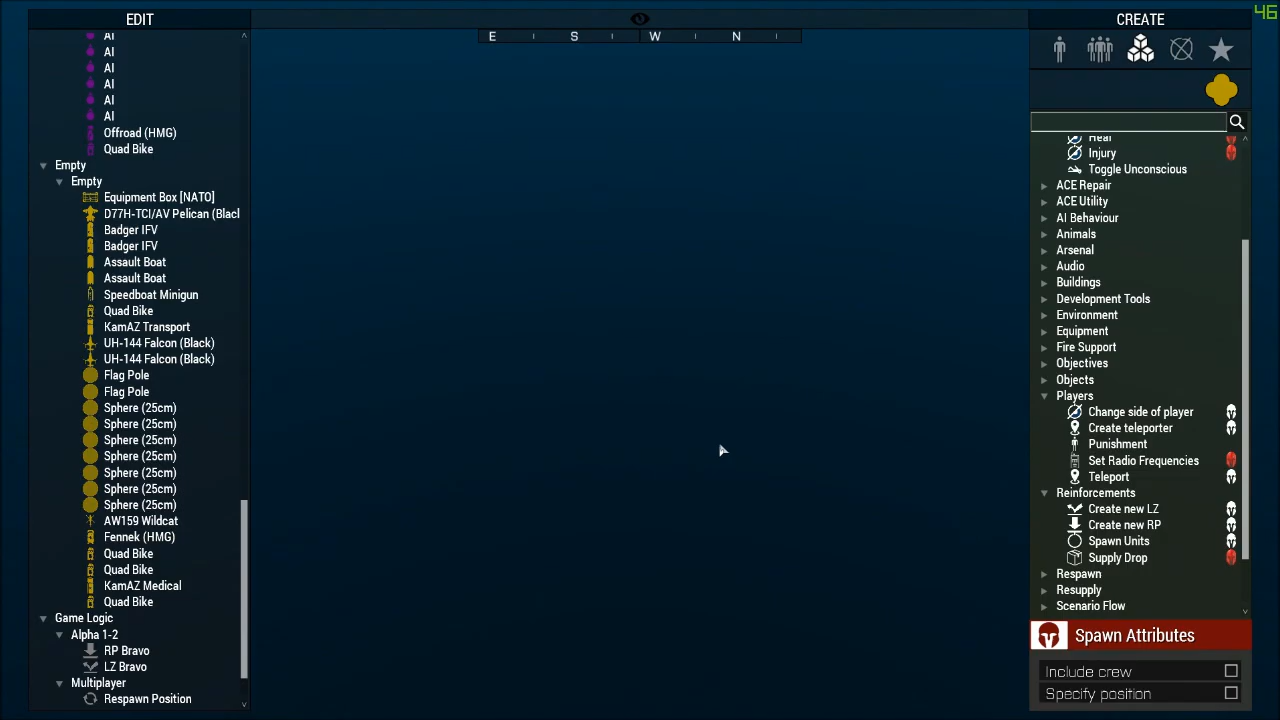 EDIT
AI
AI
AI
AI
AI
AI
Offroad (HMG)
Quad Bike
Empty
Empty
Equipment Box [NATO]
D77H-TCI/AV Pelican (Blac
Badger IFV
Badger IFV
Assault Boat
Assault Boat
Speedboat Minigun
Quad Bike
KamAZ Transport
UH-144 Falcon (Black)
UH-144 Falcon (Black)
Flag Pole
Flag Pole
Sphere (25cm)
Sphere (25cm)
Sphere (25cm)
Sphere (25cm)
Sphere (25cm)
Sphere (25cm)
Sphere (25cm)
AW159 Wildcat
Fennek (HMG)
Quad Bike
Quad Bike
KamAZ Medical
Quad Bike
Game Logic
Alpha 1-2
RP Bravo
LZ Bravo
Multiplayer
Respawn Position
E S W N
46
CREATE
Heal
Injury
Toggle Unconscious
ACE Repair
ACE Utility
AI Behaviour
Animals
Arsenal
Audio
Buildings
Development Tools
Environment
Equipment
Fire Support
Objectives
Objects
Players
Change side of player
Create teleporter
Punishment
Set Radio Frequencies
Teleport
Reinforcements
Create new LZ
Create new RP
Spawn Units
Supply Drop
Respawn
Resupply
Scenario Flow
Spawn Attributes
Include crew
Specify position